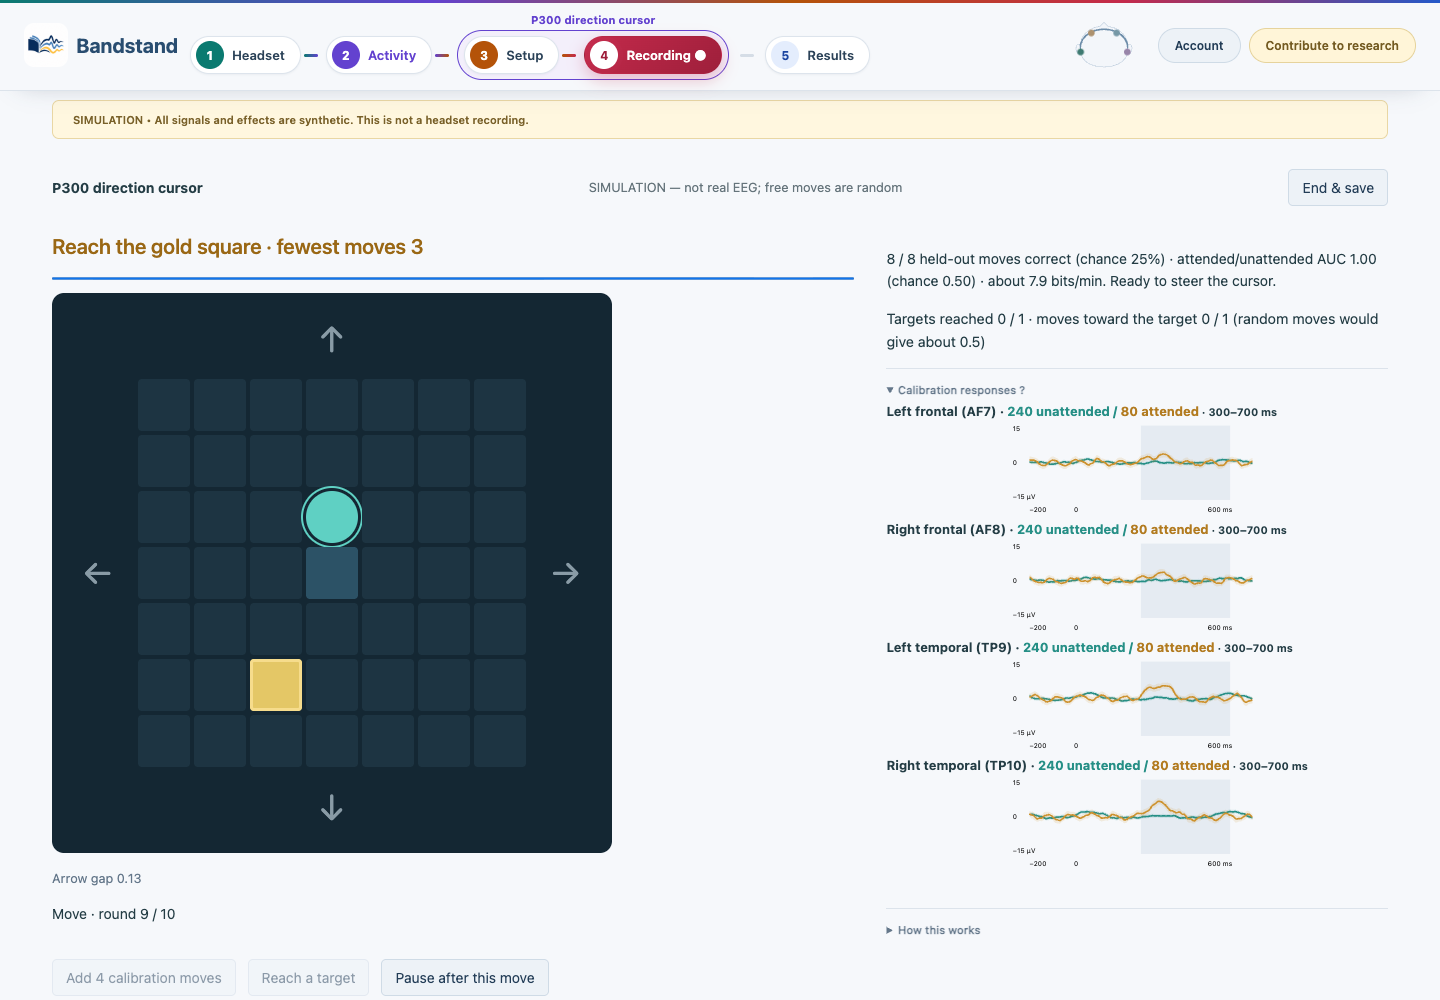 P300 direction cursor
Bandstand
1 Headset
2 Activity
3 Setup
4 Recording
5 Results
Account
Contribute to research
SIMULATION • All signals and effects are synthetic. This is not a headset recording.
P300 direction cursor
SIMULATION — not real EEG; free moves are random
End & save
Reach the gold square · fewest moves 3
8 / 8 held-out moves correct (chance 25%) · attended/unattended AUC 1.00
(chance 0.50) · about 7.9 bits/min. Ready to steer the cursor.
Targets reached 0 / 1 · moves toward the target 0 / 1 (random moves would
give about 0.5)
Calibration responses ?
Left frontal (AF7) · 240 unattended / 80 attended · 300–700 ms
15
0
−15 µV
−200 0 600 ms
Right frontal (AF8) · 240 unattended / 80 attended · 300–700 ms
15
0
−15 µV
−200 0 600 ms
Left temporal (TP9) · 240 unattended / 80 attended · 300–700 ms
15
0
−15 µV
−200 0 600 ms
Right temporal (TP10) · 240 unattended / 80 attended · 300–700 ms
15
0
−15 µV
−200 0 600 ms
How this works
Arrow gap 0.13
Move · round 9 / 10
Add 4 calibration moves
Reach a target
Pause after this move